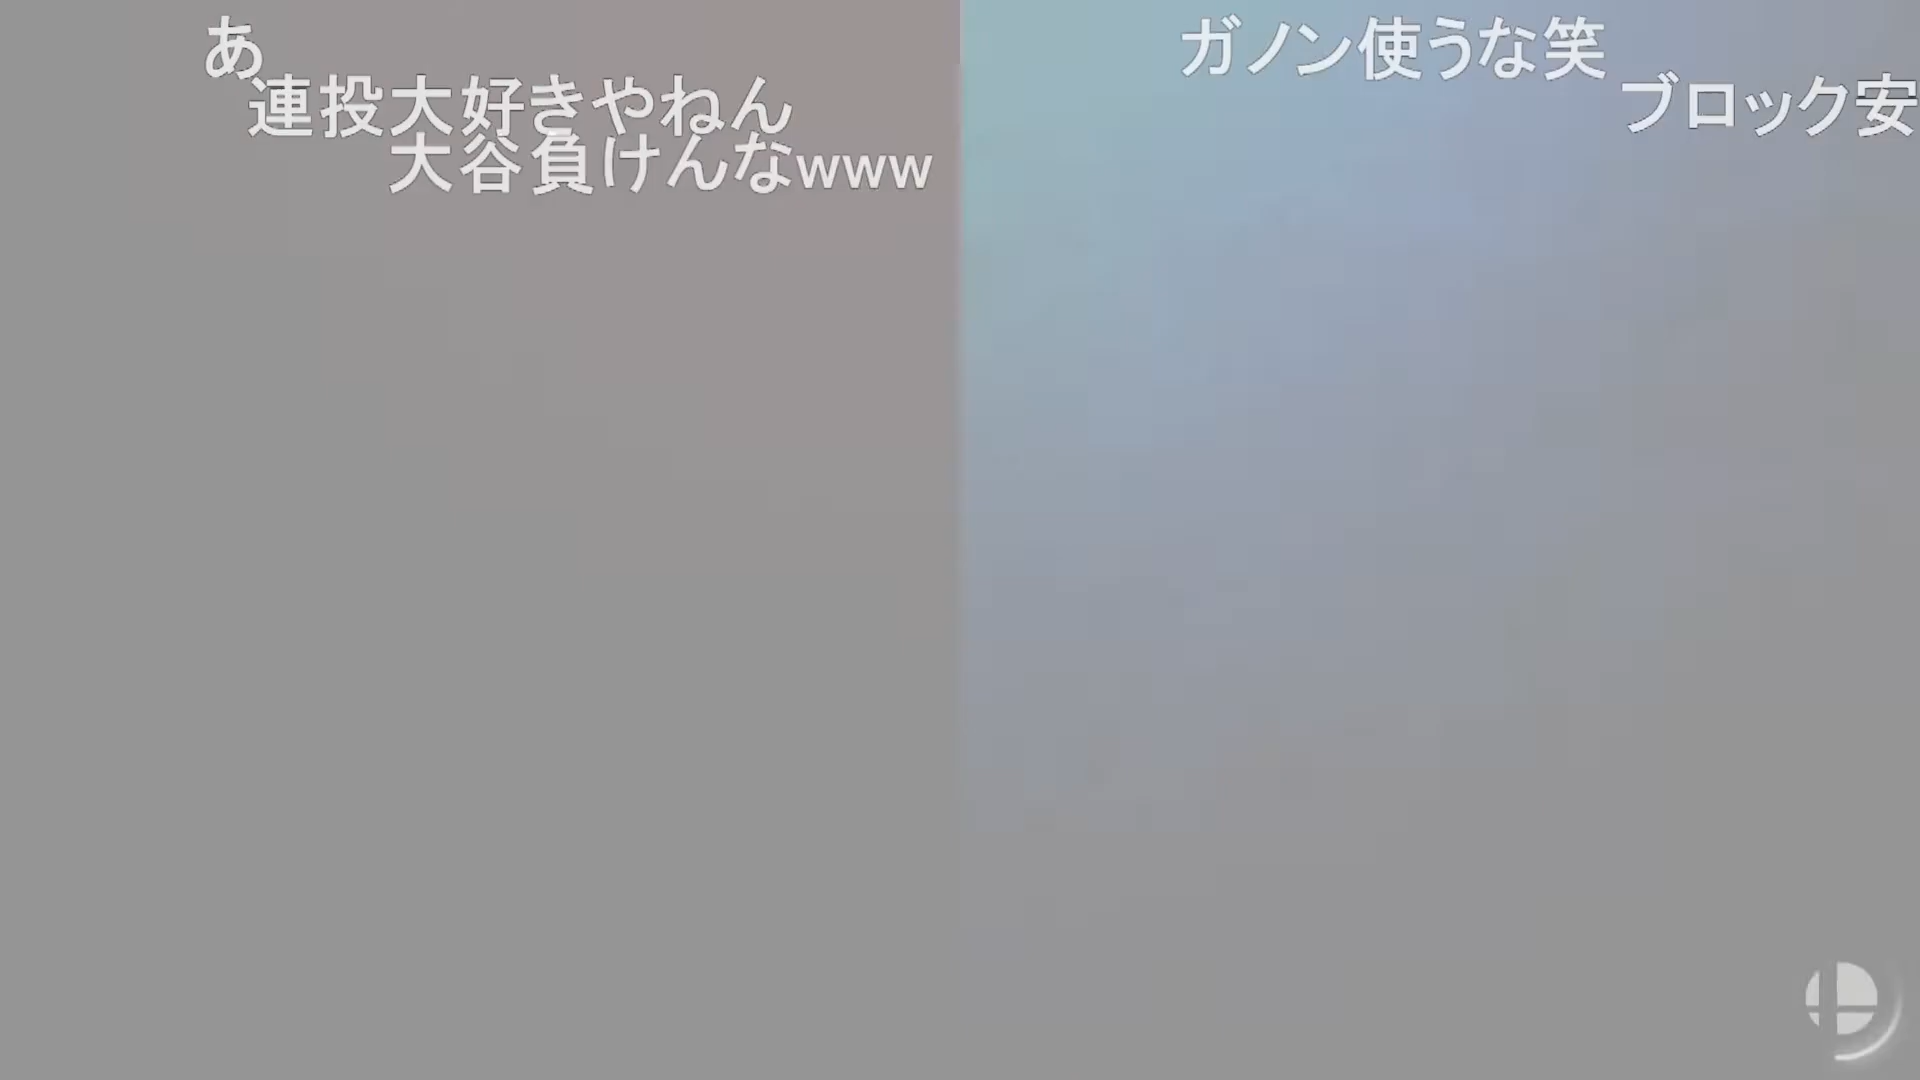 あ
ガノン使うな笑
連投大好きやねん
ブロック安
大谷負けんなwww